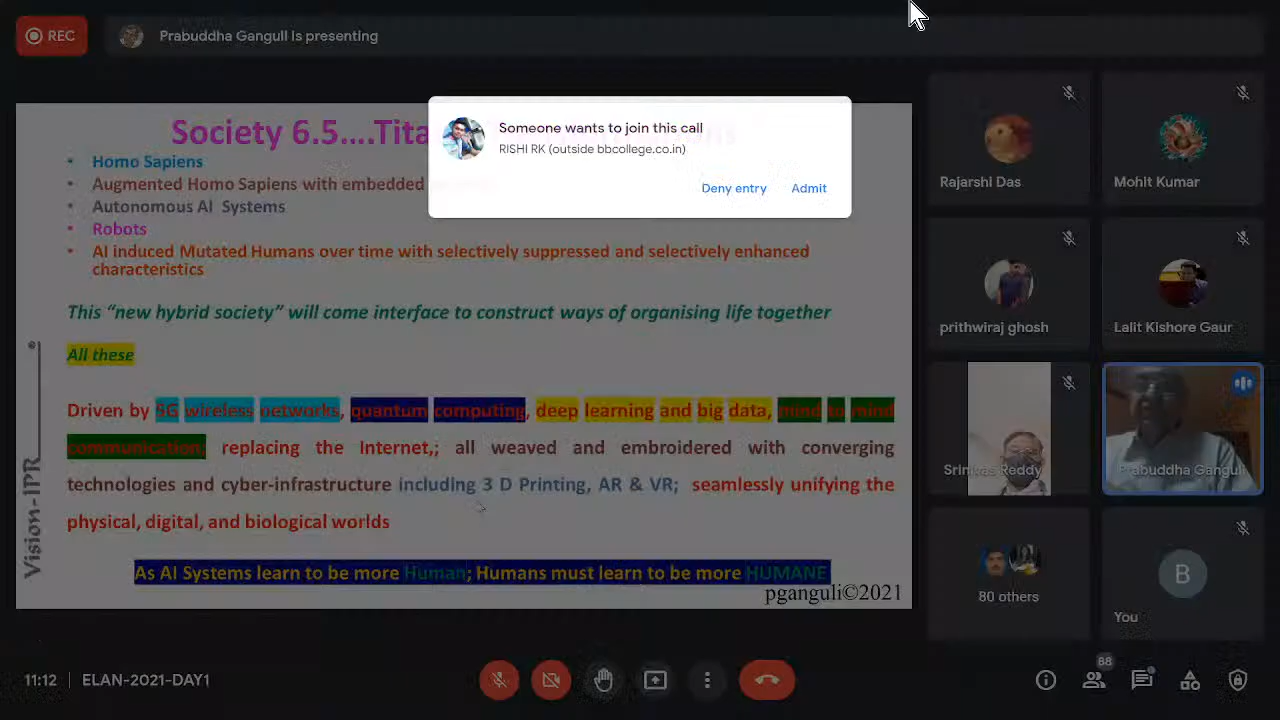 REC
Prabuddha Ganguli is presenting
Society 6.5....Tita
Someone wants to join this call
RISHI RK (outside bbcollege.co.in)
Deny entry Admit
• Homo Sapiens
• Augmented Homo Sapiens with embedded
• Autonomous AI Systems
• Robots
• AI induced Mutated Humans over time with selectively suppressed and selectively enhanced
characteristics
This “new hybrid society” will come interface to construct ways of organising life together
All these
Driven by 5G wireless networks, quantum computing, deep learning and big data, mind to mind
communication; replacing the Internet,; all weaved and embroidered with converging
technologies and cyber-infrastructure including 3 D Printing, AR & VR; seamlessly unifying the
physical, digital, and biological worlds
As AI Systems learn to be more Human; Humans must learn to be more HUMANE
pganguli©2021
Vision-IPR
Rajarshi Das
Mohit Kumar
prithwiraj ghosh
Lalit Kishore Gaur
Srinivas Reddy
Prabuddha Ganguli
80 others
B
You
11:12 | ELAN-2021-DAY1
88